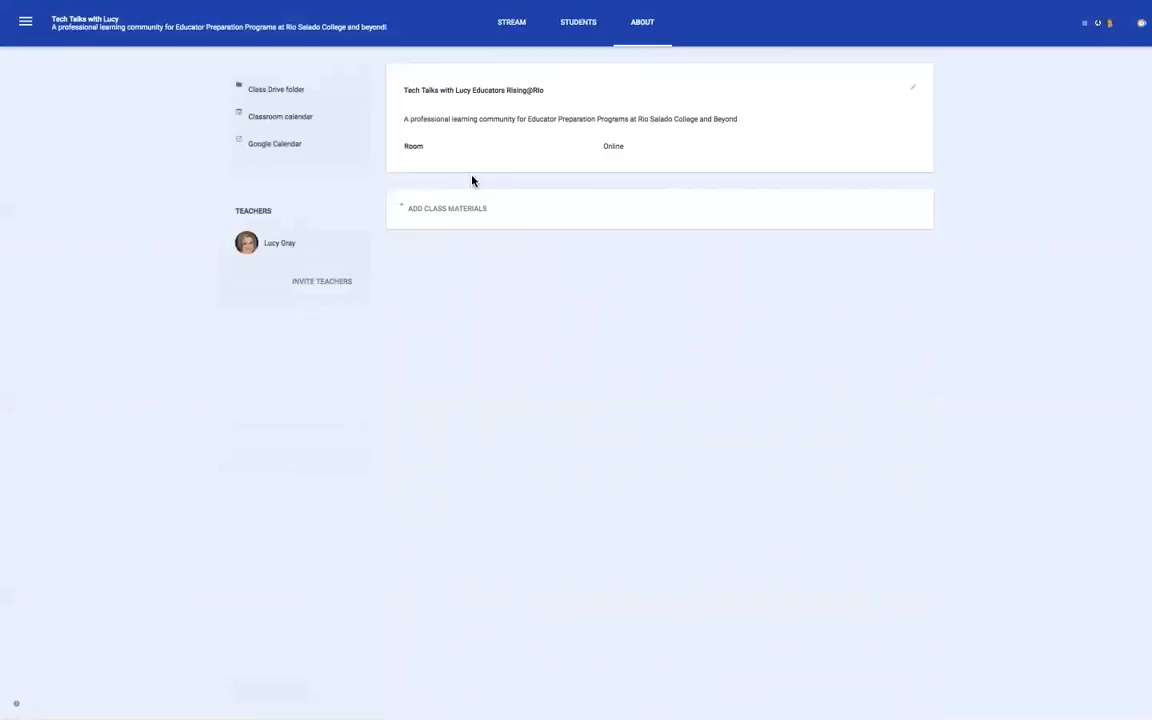 Tech Talks with Lucy
A professional learning community for Educator Preparation Programs at Rio Salado College and beyond!
STREAM
STUDENTS
ABOUT
Class Drive folder
Classroom calendar
Google Calendar
TEACHERS
Lucy Gray
INVITE TEACHERS
Tech Talks with Lucy Educators Rising@RIo
A professional learning community for Educator Preparation Programs at Rio Salado College and Beyond
Room Online
ADD CLASS MATERIALS